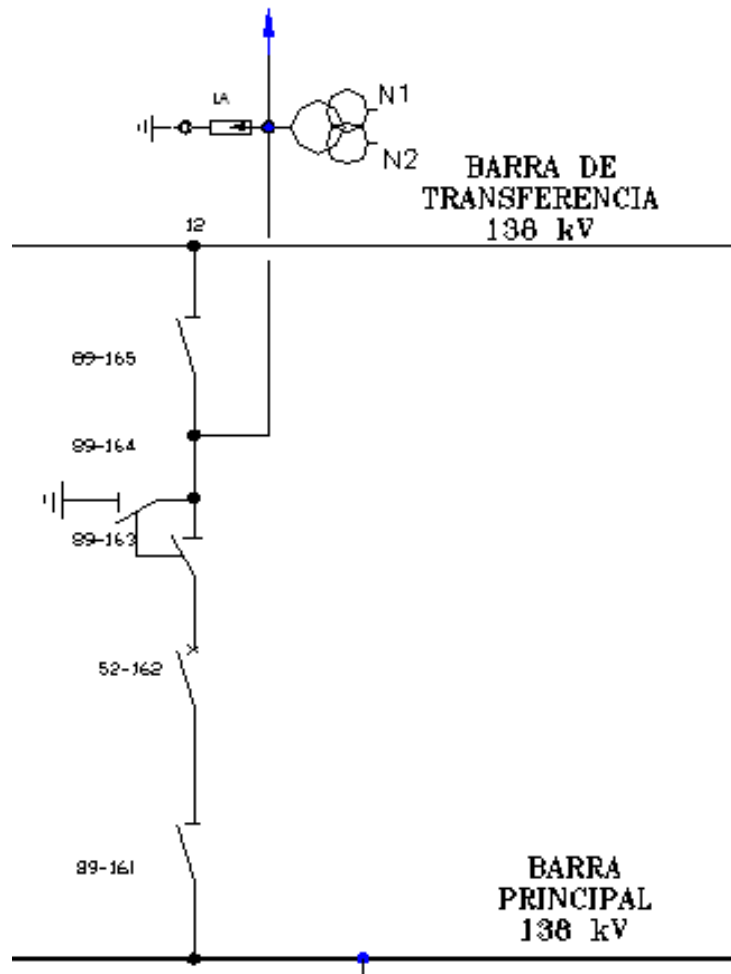 LA
N1
N2
BARRA DE
TRANSFERENCIA
138 kV
12
89-165
89-164
89-163
52-162
89-161
BARRA
PRINCIPAL
138 kV